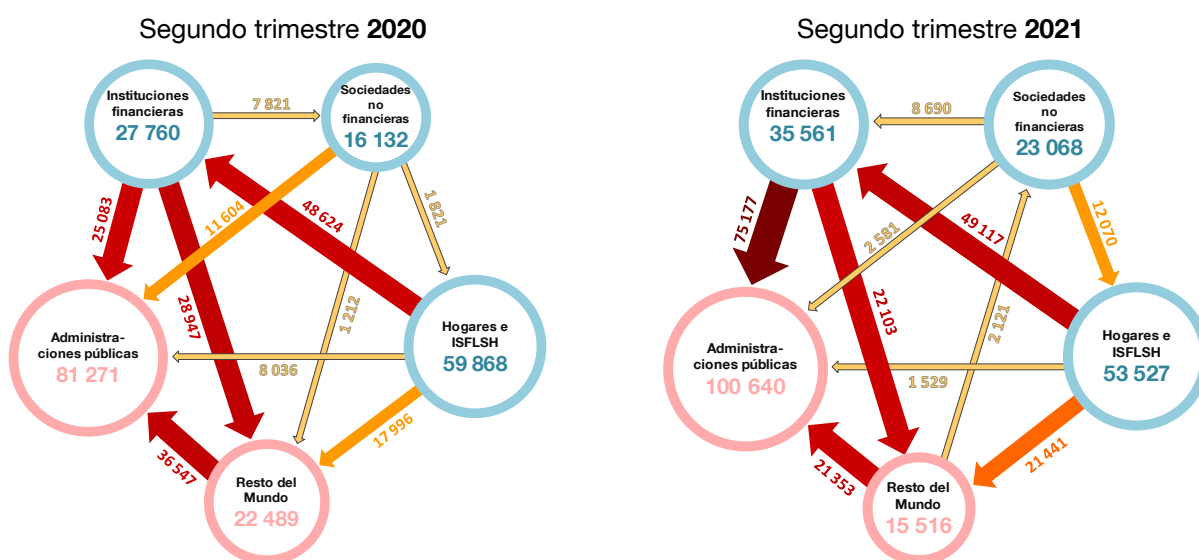 Segundo trimestre 2020
Instituciones
financieras
27 760
7 821
Sociedades
no
financieras
16 132
25 083
11 604
48 624
1 821
28 947
1 212
Administra-
ciones públicas
81 271
8 036
Hogares e
ISFLSH
59 868
36 547
17 996
Resto del
Mundo
22 489
Segundo trimestre 2021
Instituciones
financieras
35 561
8 690
Sociedades
no
financieras
23 068
75 177
2 581
49 117
12 070
22 103
2 121
Administra-
ciones públicas
100 640
1 529
Hogares e
ISFLSH
53 527
21 353
21 441
Resto del
Mundo
15 516